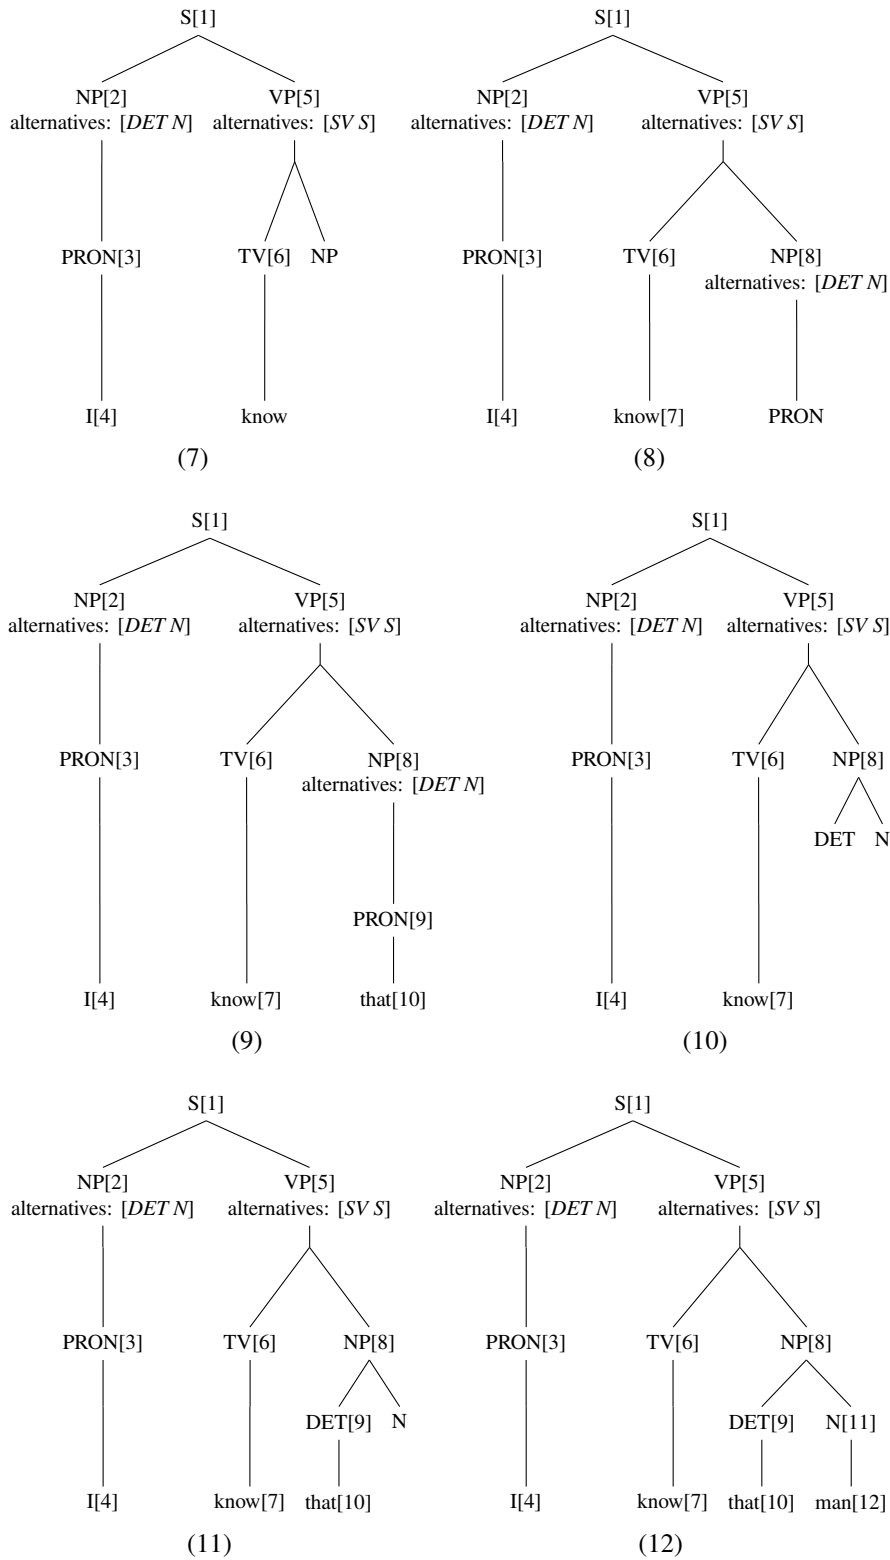 S[1] S[1]
NP[2] VP[5] NP[2] VP[5]
alternatives: [DET N] alternatives: [SV S] alternatives: [DET N] alternatives: [SV S]
PRON[3] TV[6] NP PRON[3] TV[6] NP[8]
alternatives: [DET N]
I[4] know I[4] know[7] PRON
(7) (8)
S[1] S[1]
NP[2] VP[5] NP[2] VP[5]
alternatives: [DET N] alternatives: [SV S] alternatives: [DET N] alternatives: [SV S]
PRON[3] TV[6] NP[8] PRON[3] TV[6] NP[8]
alternatives: [DET N]
DET N
PRON[9]
I[4] know[7] that[10] I[4] know[7]
(9) (10)
S[1] S[1]
NP[2] VP[5] NP[2] VP[5]
alternatives: [DET N] alternatives: [SV S] alternatives: [DET N] alternatives: [SV S]
PRON[3] TV[6] NP[8] PRON[3] TV[6] NP[8]
DET[9] N DET[9] N[11]
I[4] know[7] that[10] I[4] know[7] that[10] man[12]
(11) (12)